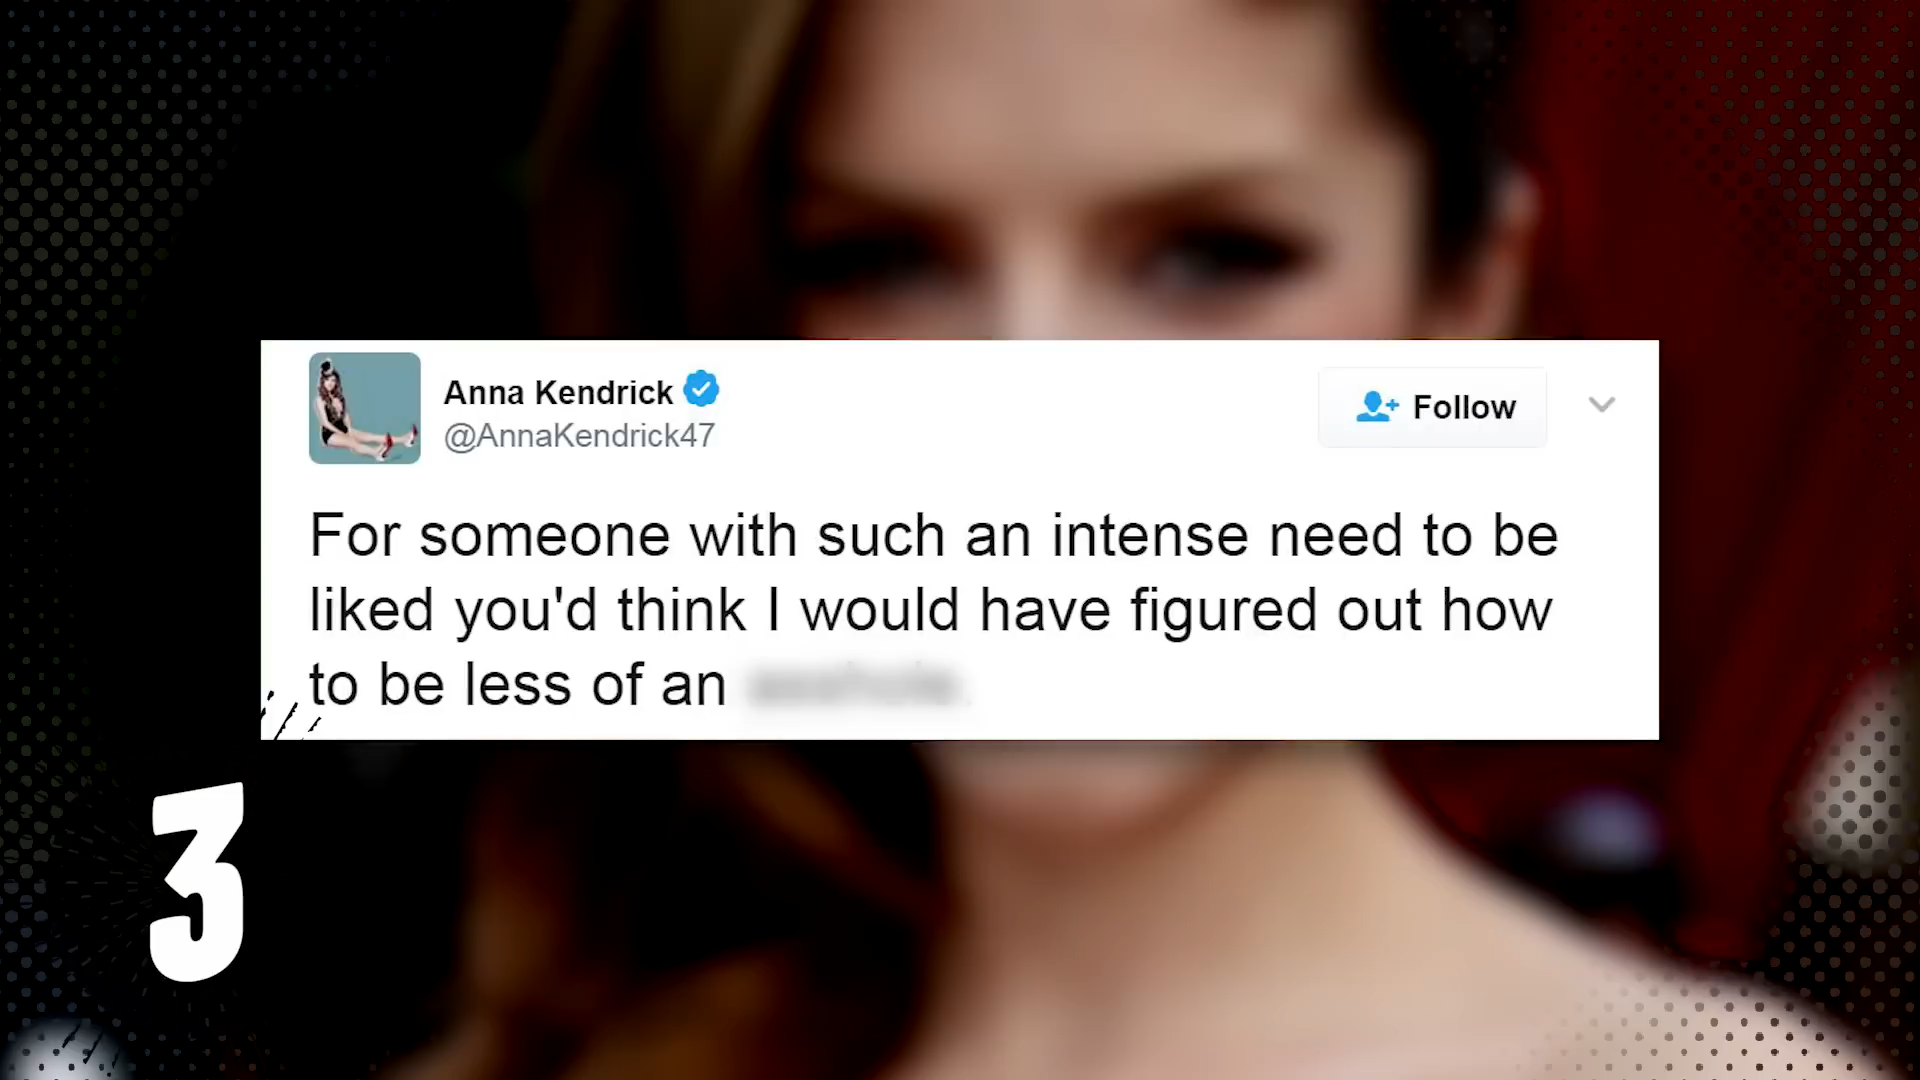 Anna Kendrick
@AnnaKendrick47
Follow
For someone with such an intense need to be
liked you'd think I would have figured out how
to be less of an
3